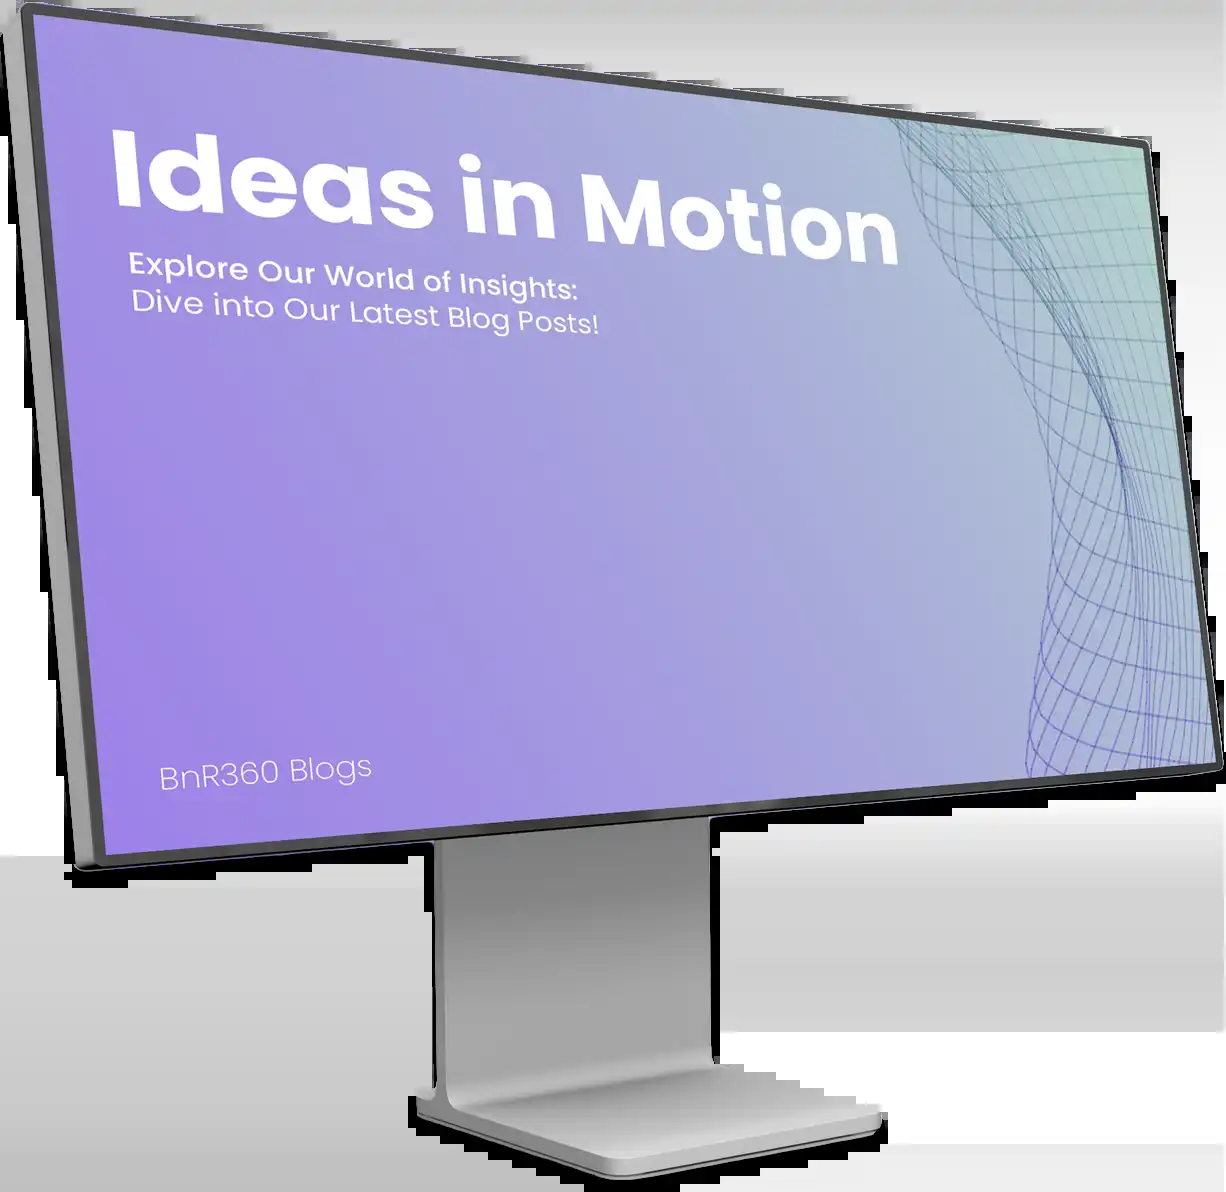 Ideas in Motion
Explore Our World of Insights:
Dive into Our Latest Blog Posts!
BnR360 Blogs